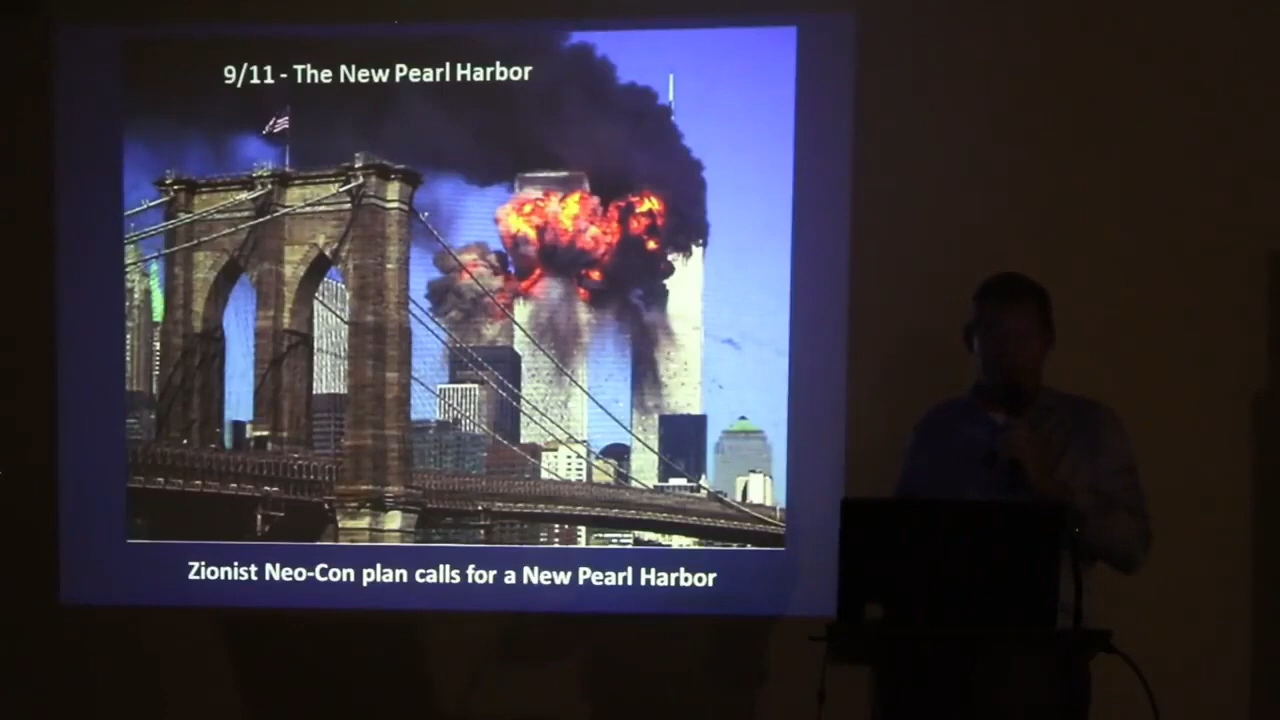 9/11 - The New Pearl Harbor
Zionist Neo-Con plan calls for a New Pearl Harbor